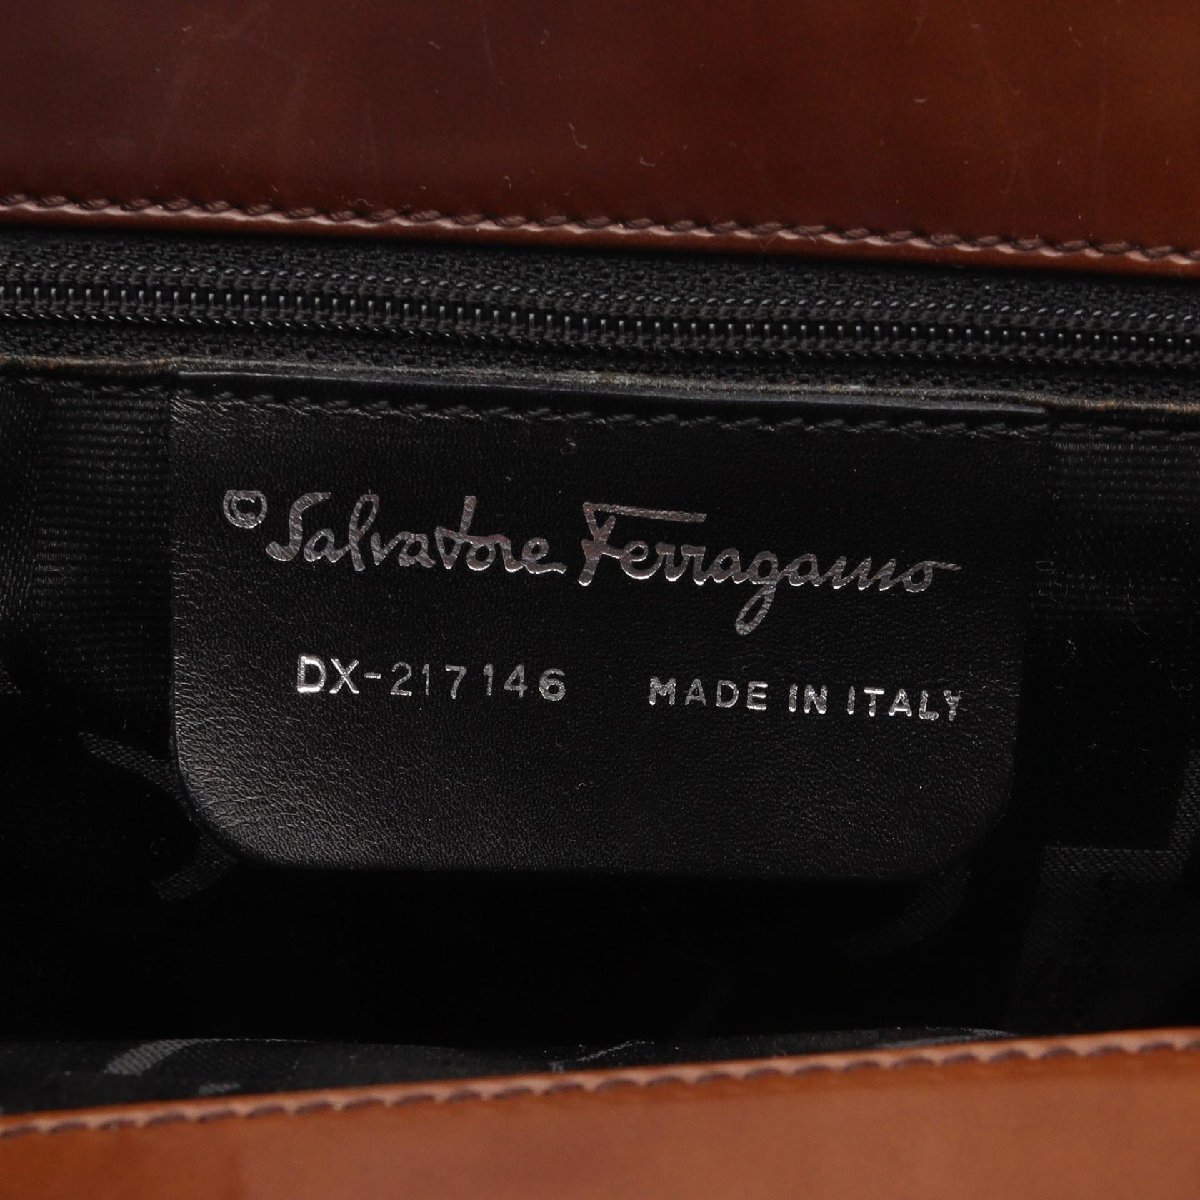 © Salvatore Ferragamo
DX-217146 MADE IN ITALY